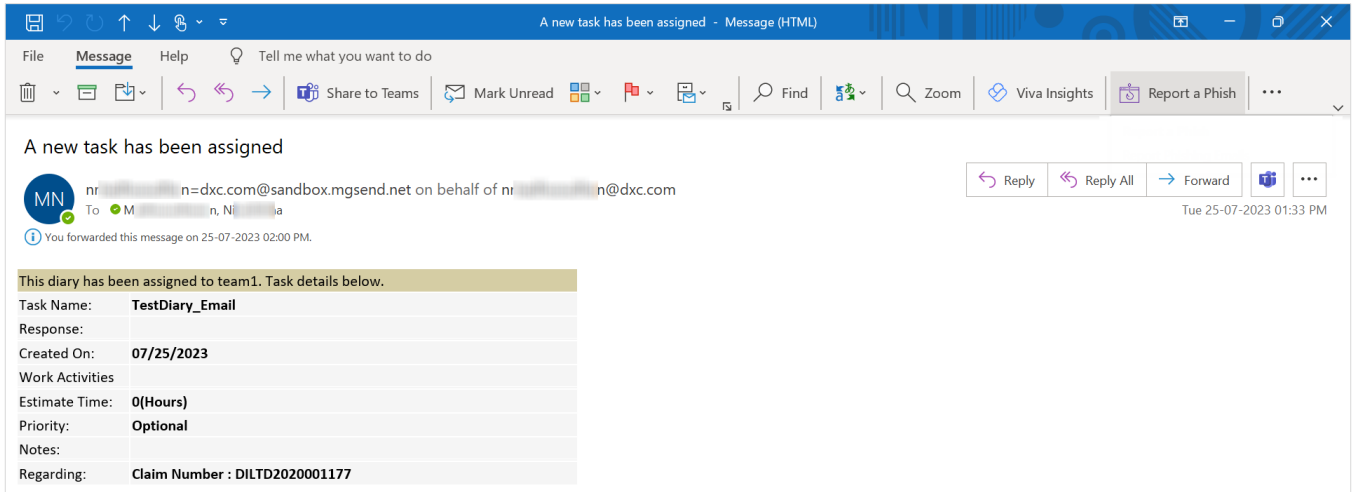 A new task has been assigned - Message (HTML)
File Message Help Tell me what you want to do
Share to Teams Mark Unread Find Zoom Viva Insights Report a Phish
A new task has been assigned
MN
n=dxc.com@sandbox.mgsend.net on behalf of n@dxc.com
To
You forwarded this message on 25-07-2023 02:00 PM.
Reply Reply All Forward
Tue 25-07-2023 01:33 PM
This diary has been assigned to team1. Task details below.
Task Name: TestDiary_Email
Response:
Created On: 07/25/2023
Work Activities
Estimate Time: 0(Hours)
Priority: Optional
Notes:
Regarding: Claim Number : DILTD2020001177